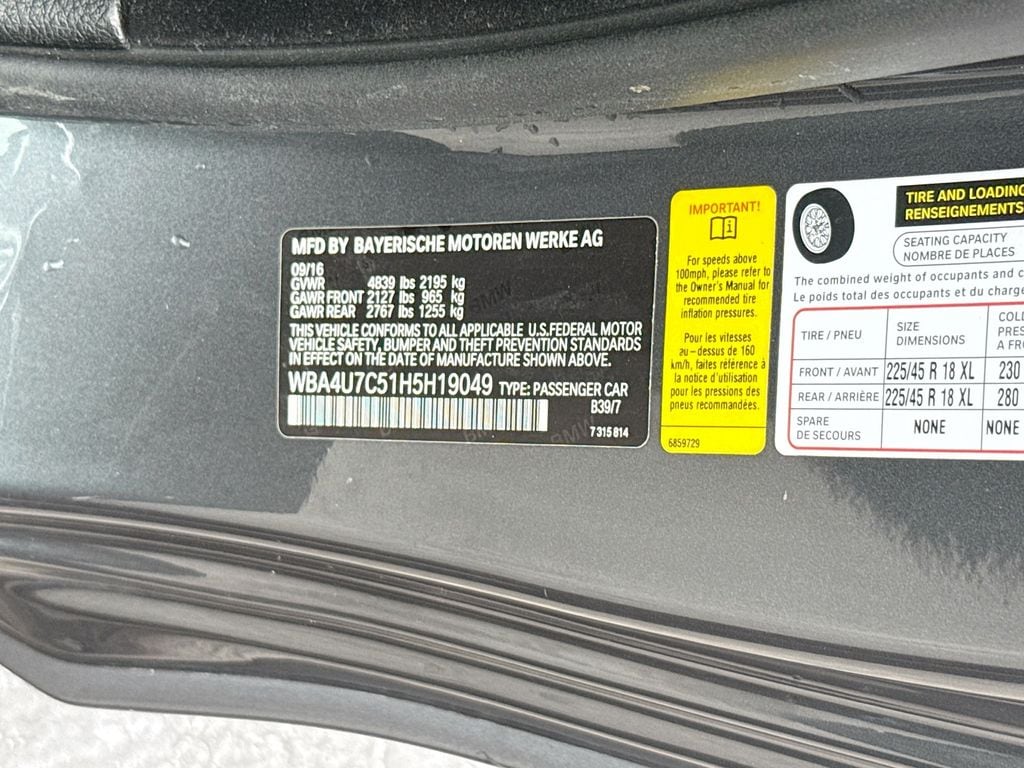 MFD BY BAYERISCHE MOTOREN WERKE AG
09/16
GVWR 4839 lbs 2195 kg
GAWR FRONT 2127 lbs 965 kg
GAWR REAR 2767 lbs 1255 kg
THIS VEHICLE CONFORMS TO ALL APPLICABLE U.S.FEDERAL MOTOR
VEHICLE SAFETY, BUMPER AND THEFT PREVENTION STANDARDS
IN EFFECT ON THE DATE OF MANUFACTURE SHOWN ABOVE.
WBA4U7C51H5H19049 TYPE: PASSENGER CAR
B39/7
7315814
BMW
BMW
BMW
IMPORTANT!
For speeds above
100mph, please refer to
the Owner's Manual for
recommended tire
inflation pressures.
Pour les vitesses
au-dessus de 160
km/h, faites référence à
la notice d'utilisation
pour les pressions des
pneus recommandées.
6859729
TIRE AND LOADING
RENSEIGNEMENTS
SEATING CAPACITY
NOMBRE DE PLACES
The combined weight of occupants and
Le poids total des occupants et du
TIRE / PNEU SIZE DIMENSIONS
FRONT / AVANT 225/45 R 18 XL 230
REAR / ARRIÈRE 225/45 R 18 XL 280
SPARE DE SECOURS NONE NONE